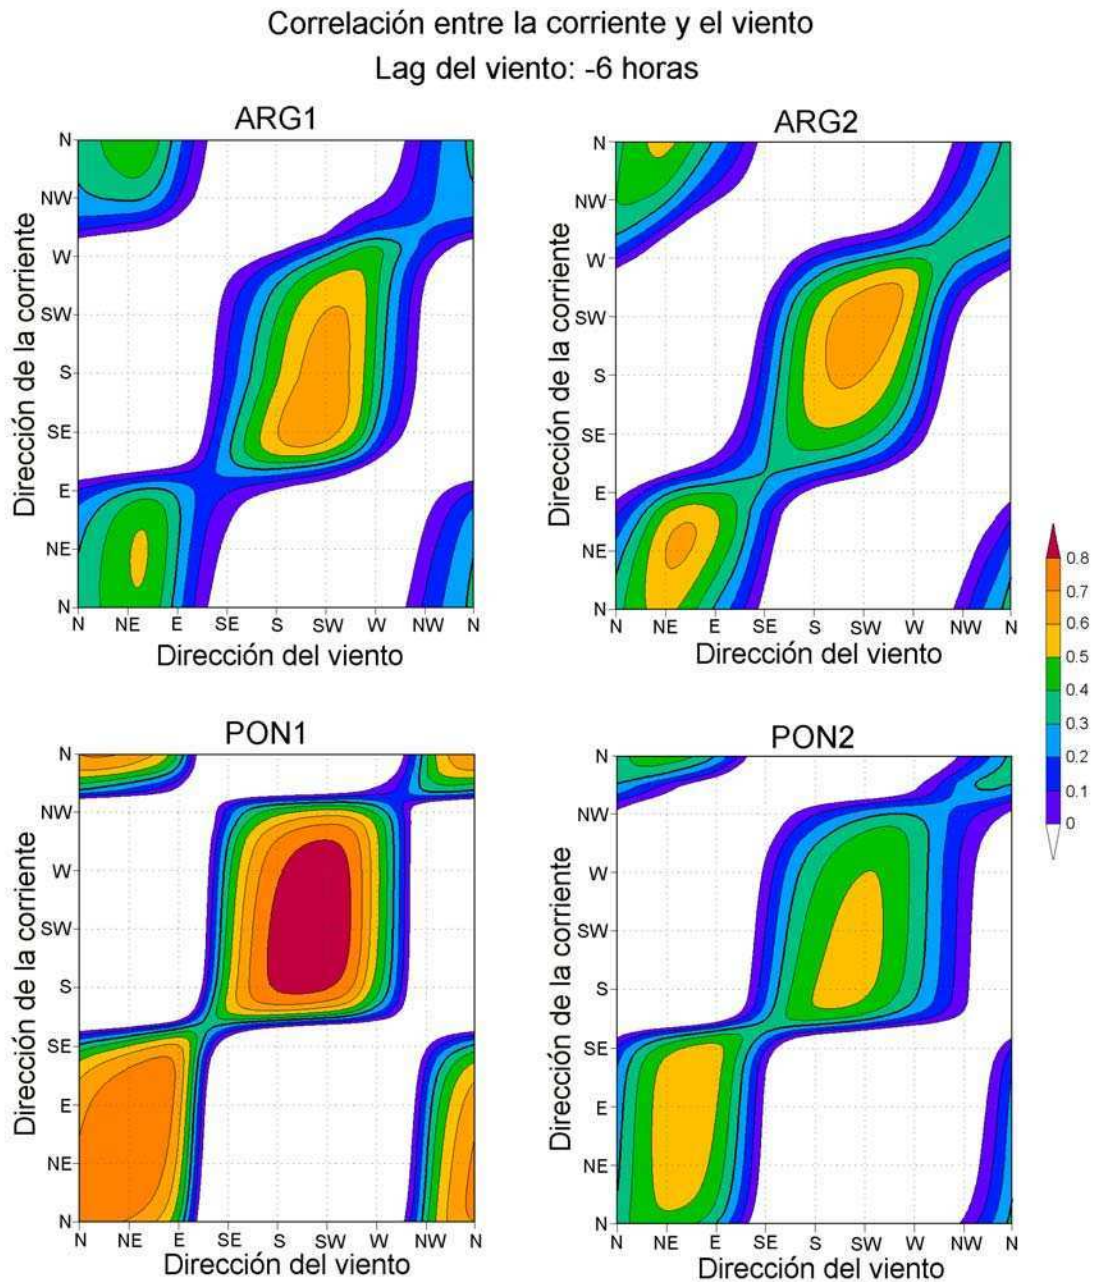 Correlación entre la corriente y el viento
Lag del viento: -6 horas
ARG1
N
NW
W
SW
S
SE
E
NE
N
Dirección de la corriente
N NE E SE S SW W NW N
Dirección del viento
ARG2
N
NW
W
SW
S
SE
E
NE
N
Dirección de la corriente
N NE E SE S SW W NW N
Dirección del viento
0.8
0.7
0.6
0.5
0.4
0.3
0.2
0.1
0
PON1
N
NW
W
SW
S
SE
E
NE
N
Dirección de la corriente
N NE E SE S SW W NW N
Dirección del viento
PON2
N
NW
W
SW
S
SE
E
NE
N
Dirección de la corriente
N NE E SE S SW W NW N
Dirección del viento